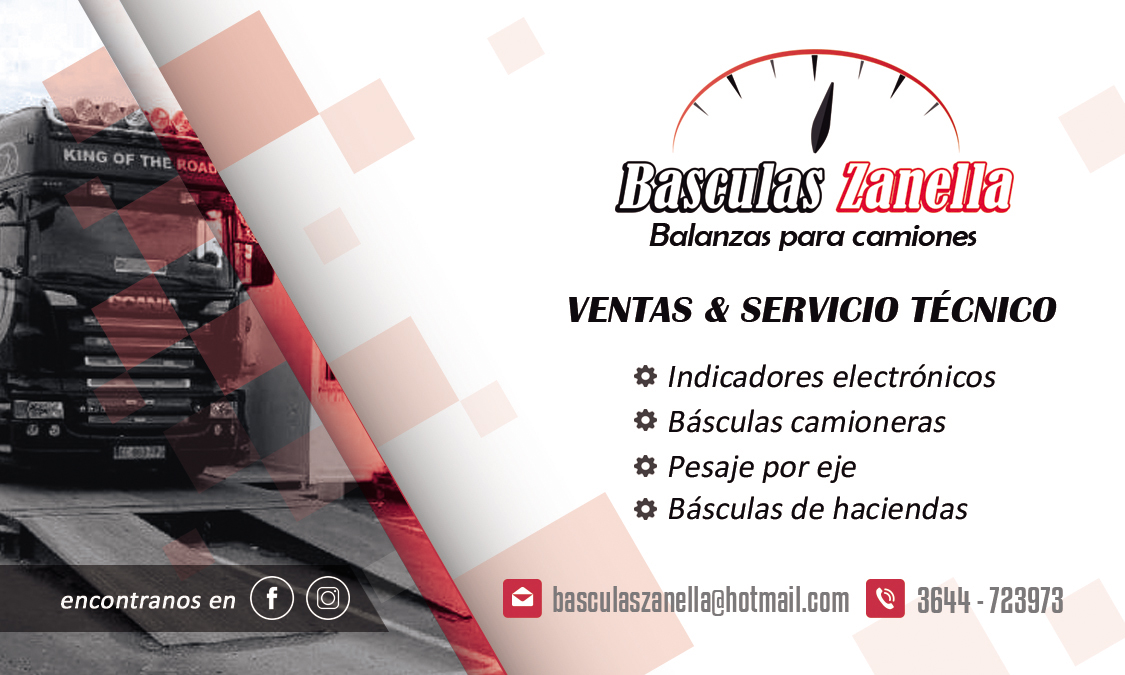 KING OF THE ROAD
SCANIA
Basculas Zanella
Balanzas para camiones
VENTAS & SERVICIO TÉCNICO
Indicadores electrónicos
Básculas camioneras
Pesaje por eje
Básculas de haciendas
encontranos en
basculaszanella@hotmail.com
3644 - 723973